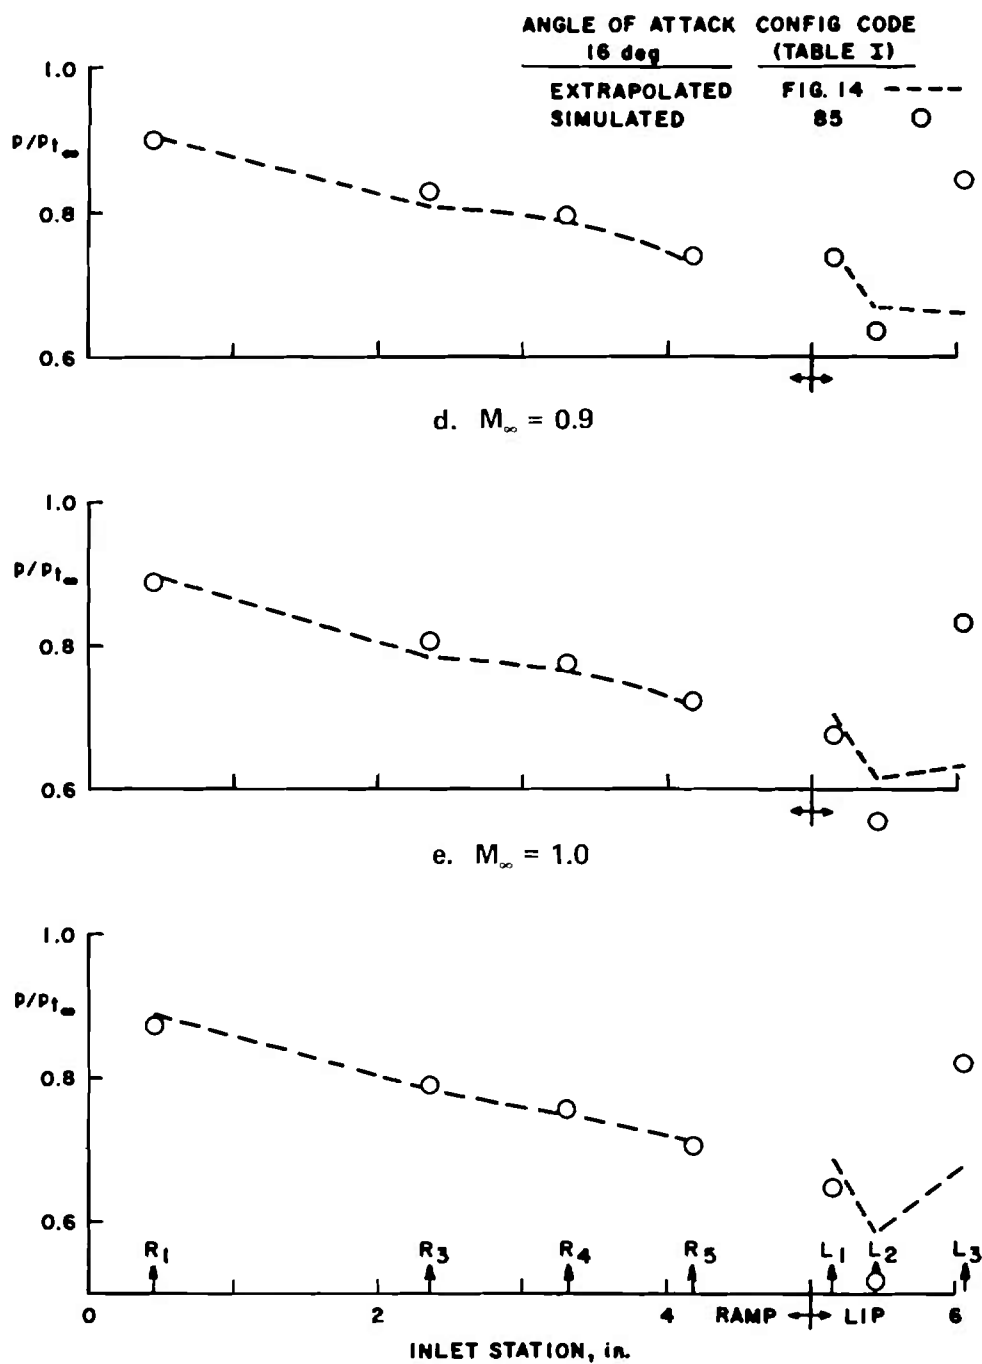 ANGLE OF ATTACK CONFIG CODE
16 deg (TABLE I)
EXTRAPOLATED FIG. 14
SIMULATED 85
1.0
P/Pt∞
0.8
0.6
d. M∞ = 0.9
1.0
P/Pt∞
0.8
0.6
e. M∞ = 1.0
1.0
P/Pt∞
0.8
0.6
R1 R3 R4 R5 L1 L2 L3
0 2 4 RAMP LIP 6
INLET STATION, in.